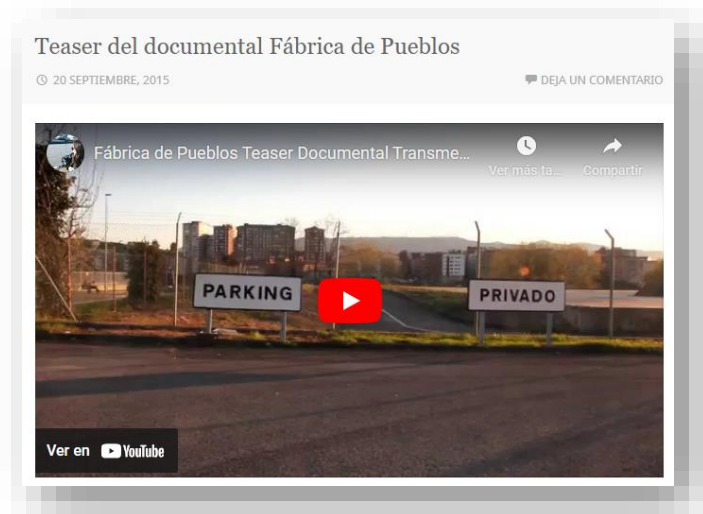 Teaser del documental Fábrica de Pueblos
20 SEPTIEMBRE, 2015
DEJA UN COMENTARIO
Fábrica de Pueblos Teaser Documental Transme...
Ver más ta...
Compartir
PARKING
PRIVADO
Ver en YouTube